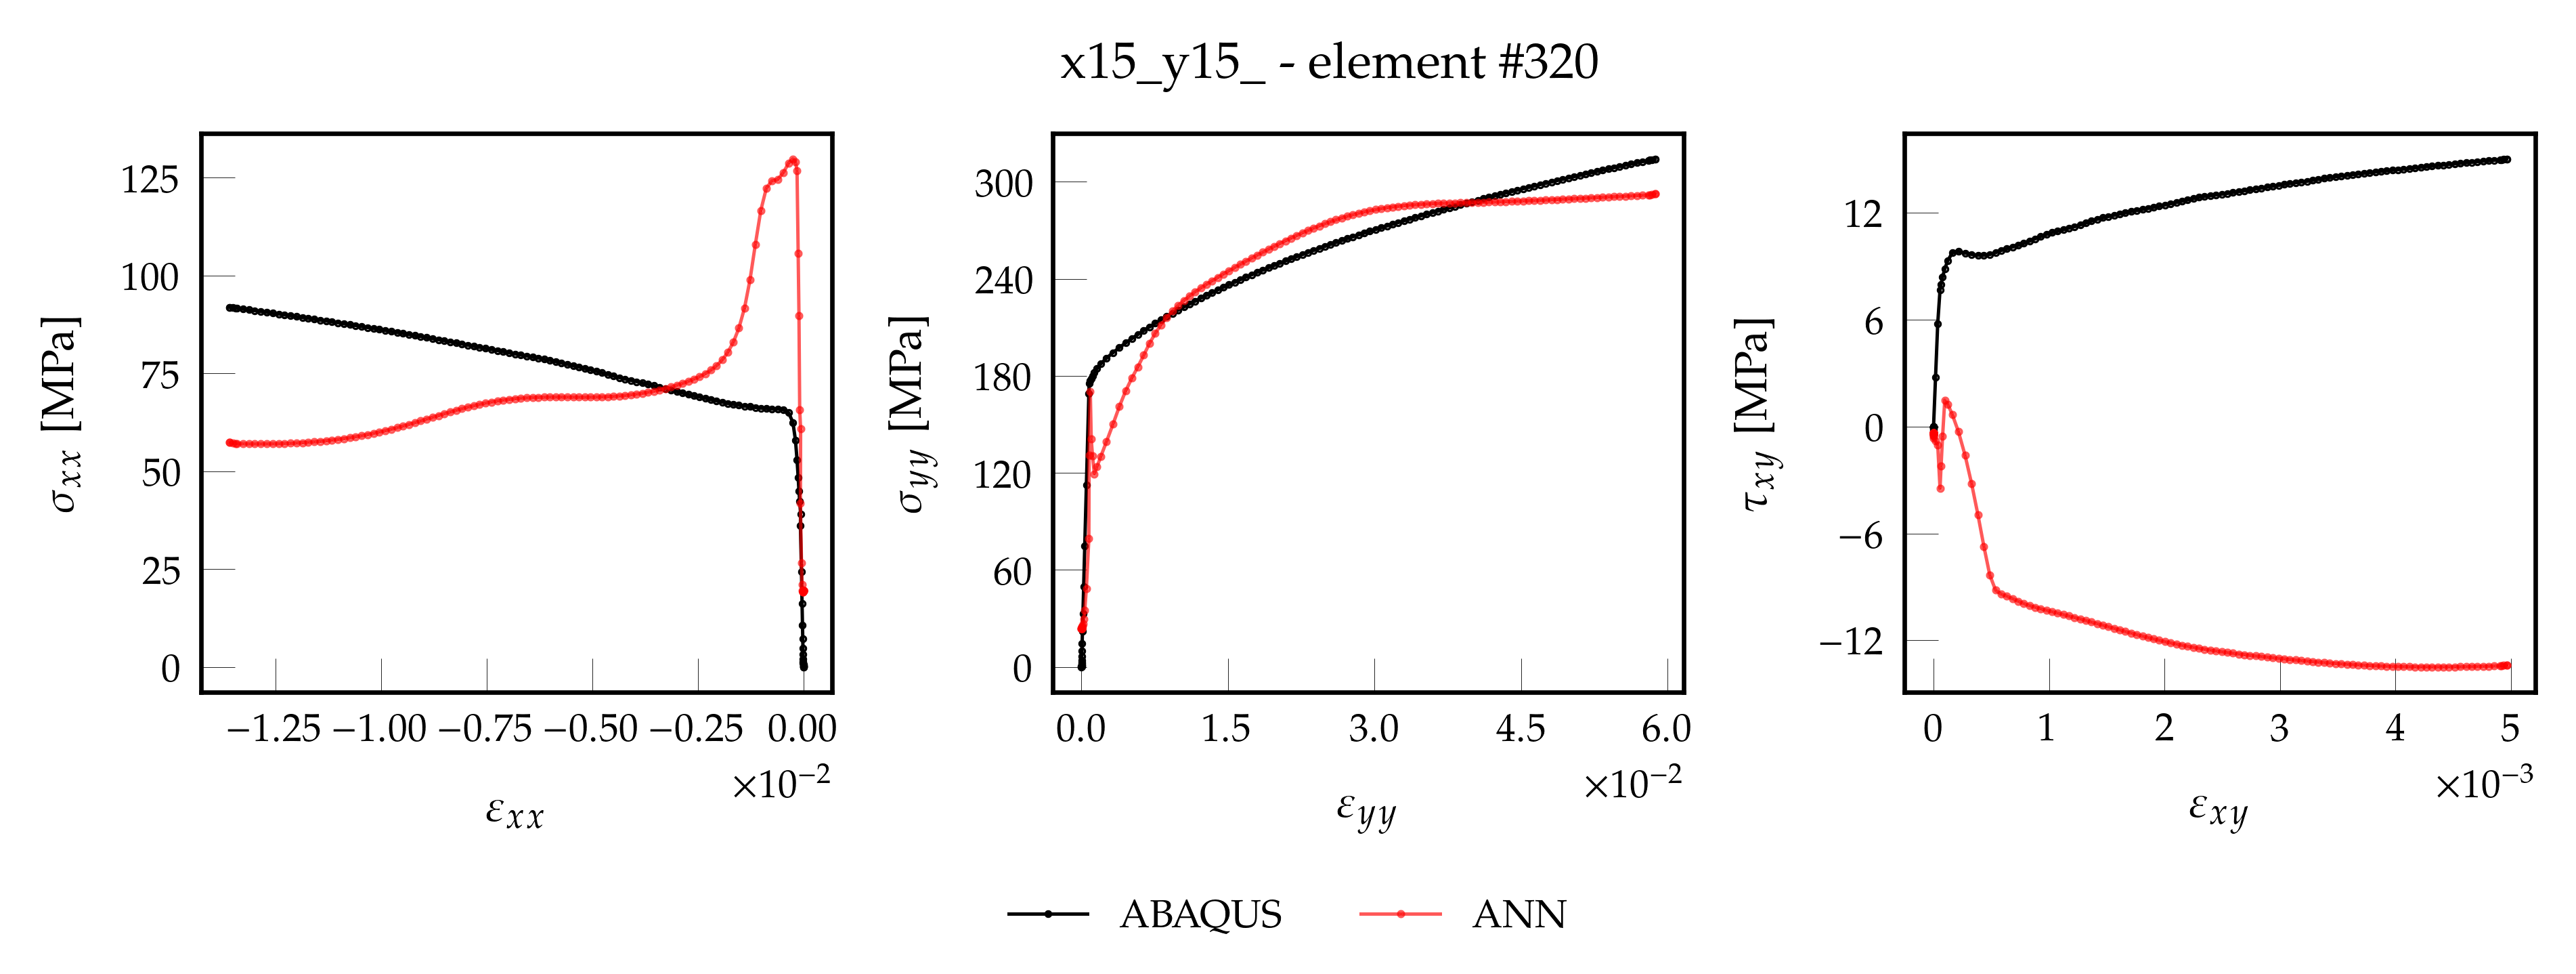 x15_y15_ - element #320
σxx [MPa]
125
100
75
50
25
0
−1.25 −1.00 −0.75 −0.50 −0.25 0.00
×10−2
εxx
σyy [MPa]
300
240
180
120
60
0
0.0 1.5 3.0 4.5 6.0
×10−2
εyy
τxy [MPa]
12
6
0
−6
−12
0 1 2 3 4 5
×10−3
εxy
ABAQUS ANN